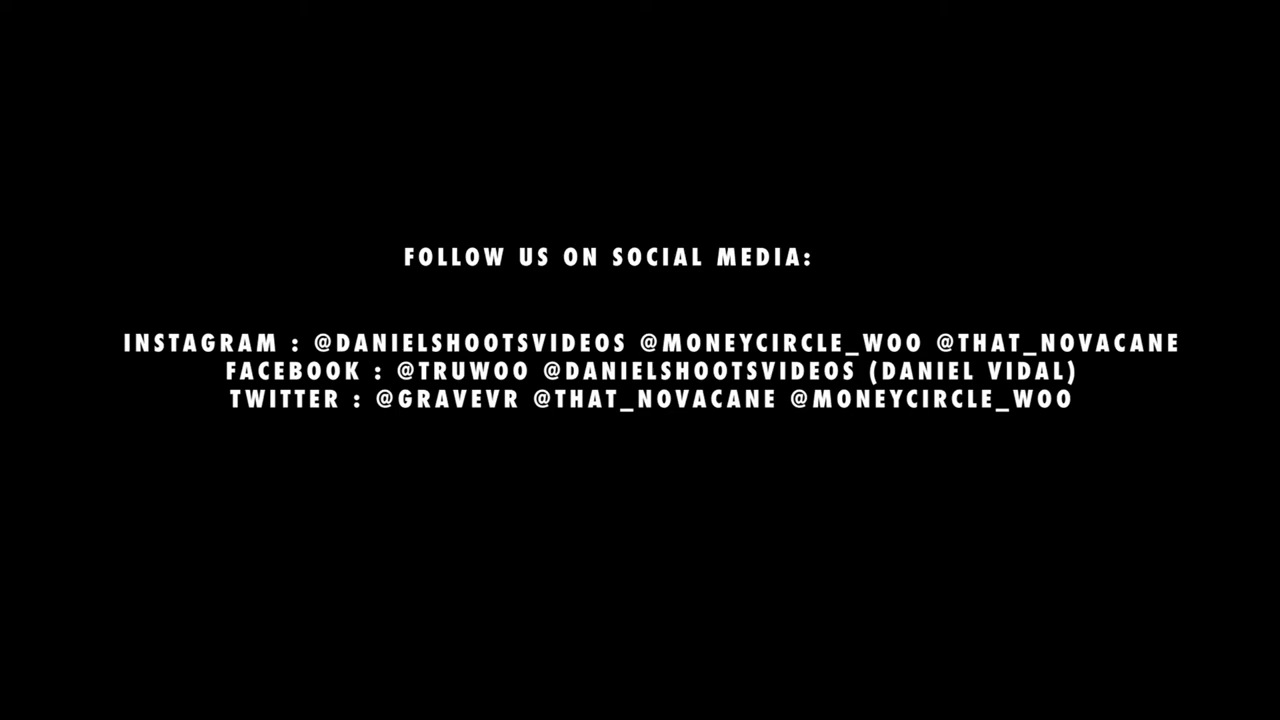 FOLLOW US ON SOCIAL MEDIA:
INSTAGRAM : @DANIELSHOOTSVIDEOS @MONEYCIRCLE_WOO @THAT_NOVACANE
FACEBOOK : @TRUWOO @DANIELSHOOTSVIDEOS (DANIEL VIDAL)
TWITTER : @GRAVEVR @THAT_NOVACANE @MONEYCIRCLE_WOO